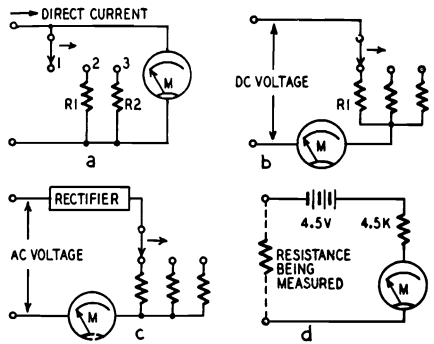 DIRECT CURRENT
1 2 3
R1 R2
M
a
DC VOLTAGE
R1
M
b
RECTIFIER
AC VOLTAGE
M
c
4.5V 4.5K
RESISTANCE
BEING
MEASURED
M
d